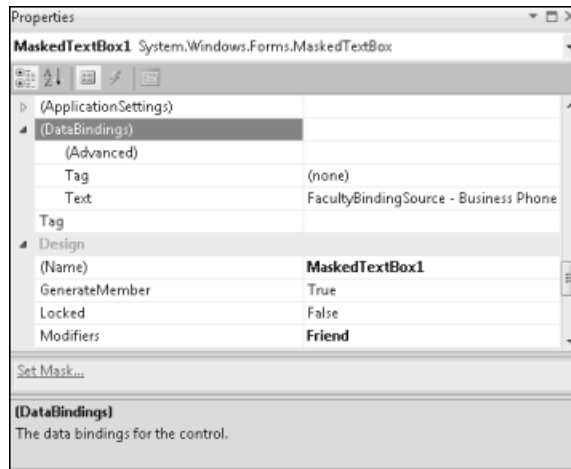 Properties
MaskedTextBox1 System.Windows.Forms.MaskedTextBox
(ApplicationSettings)
(DataBindings)
(Advanced)
Tag (none)
Text FacultyBindingSource - Business Phone
Tag
Design
(Name) MaskedTextBox1
GenerateMember True
Locked False
Modifiers Friend
Set Mask...
(DataBindings)
The data bindings for the control.